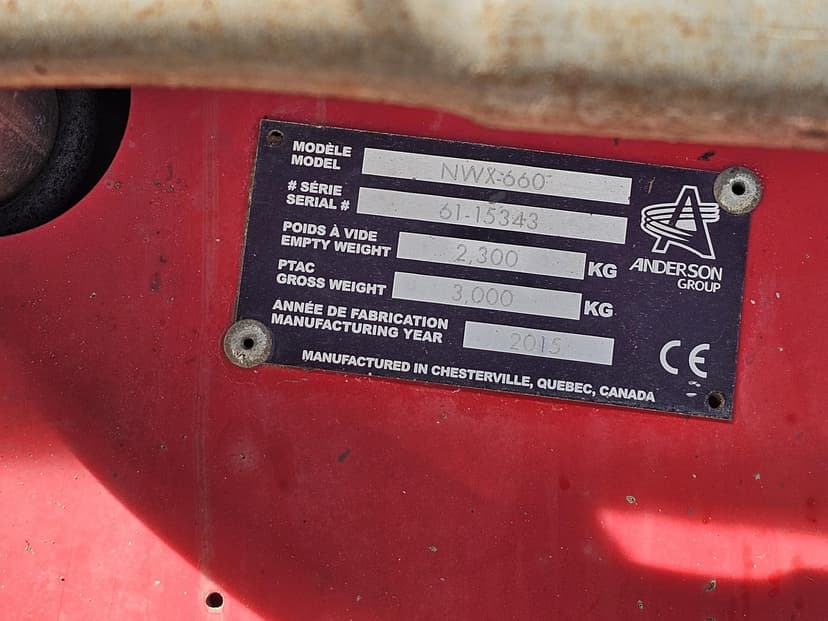 MODÈLE
MODEL
NWX-660
# SÉRIE
SERIAL #
61-15343
POIDS À VIDE
EMPTY WEIGHT
2,300
KG
PTAC
GROSS WEIGHT
3,000
KG
ANNÉE DE FABRICATION
MANUFACTURING YEAR
2015
ANDERSON
GROUP
CE
MANUFACTURED IN CHESTERVILLE, QUEBEC, CANADA